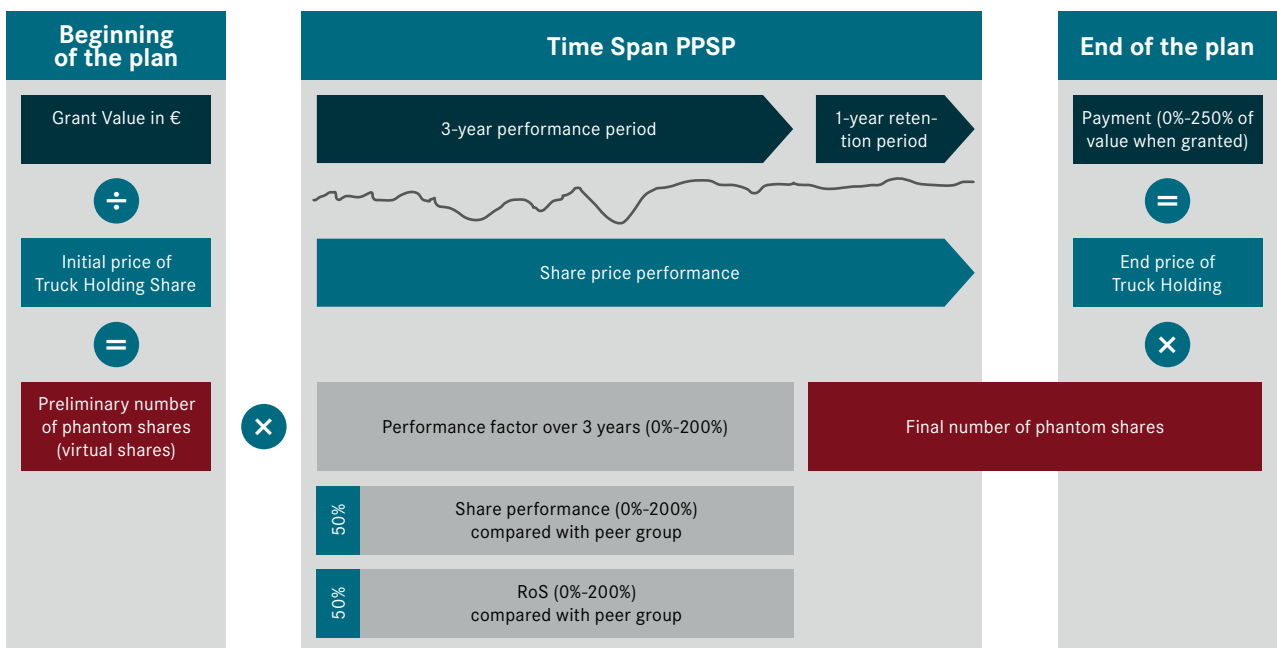 Beginning
of the plan
Time Span PPSP
End of the plan
Grant Value in €
3-year performance period
1-year reten-
tion period
Payment (0%-250% of
value when granted)
÷
=
Initial price of
Truck Holding Share
Share price performance
End price of
Truck Holding
=
×
Preliminary number
of phantom shares
(virtual shares)
×
Performance factor over 3 years (0%-200%)
Final number of phantom shares
50%
Share performance (0%-200%)
compared with peer group
50%
RoS (0%-200%)
compared with peer group